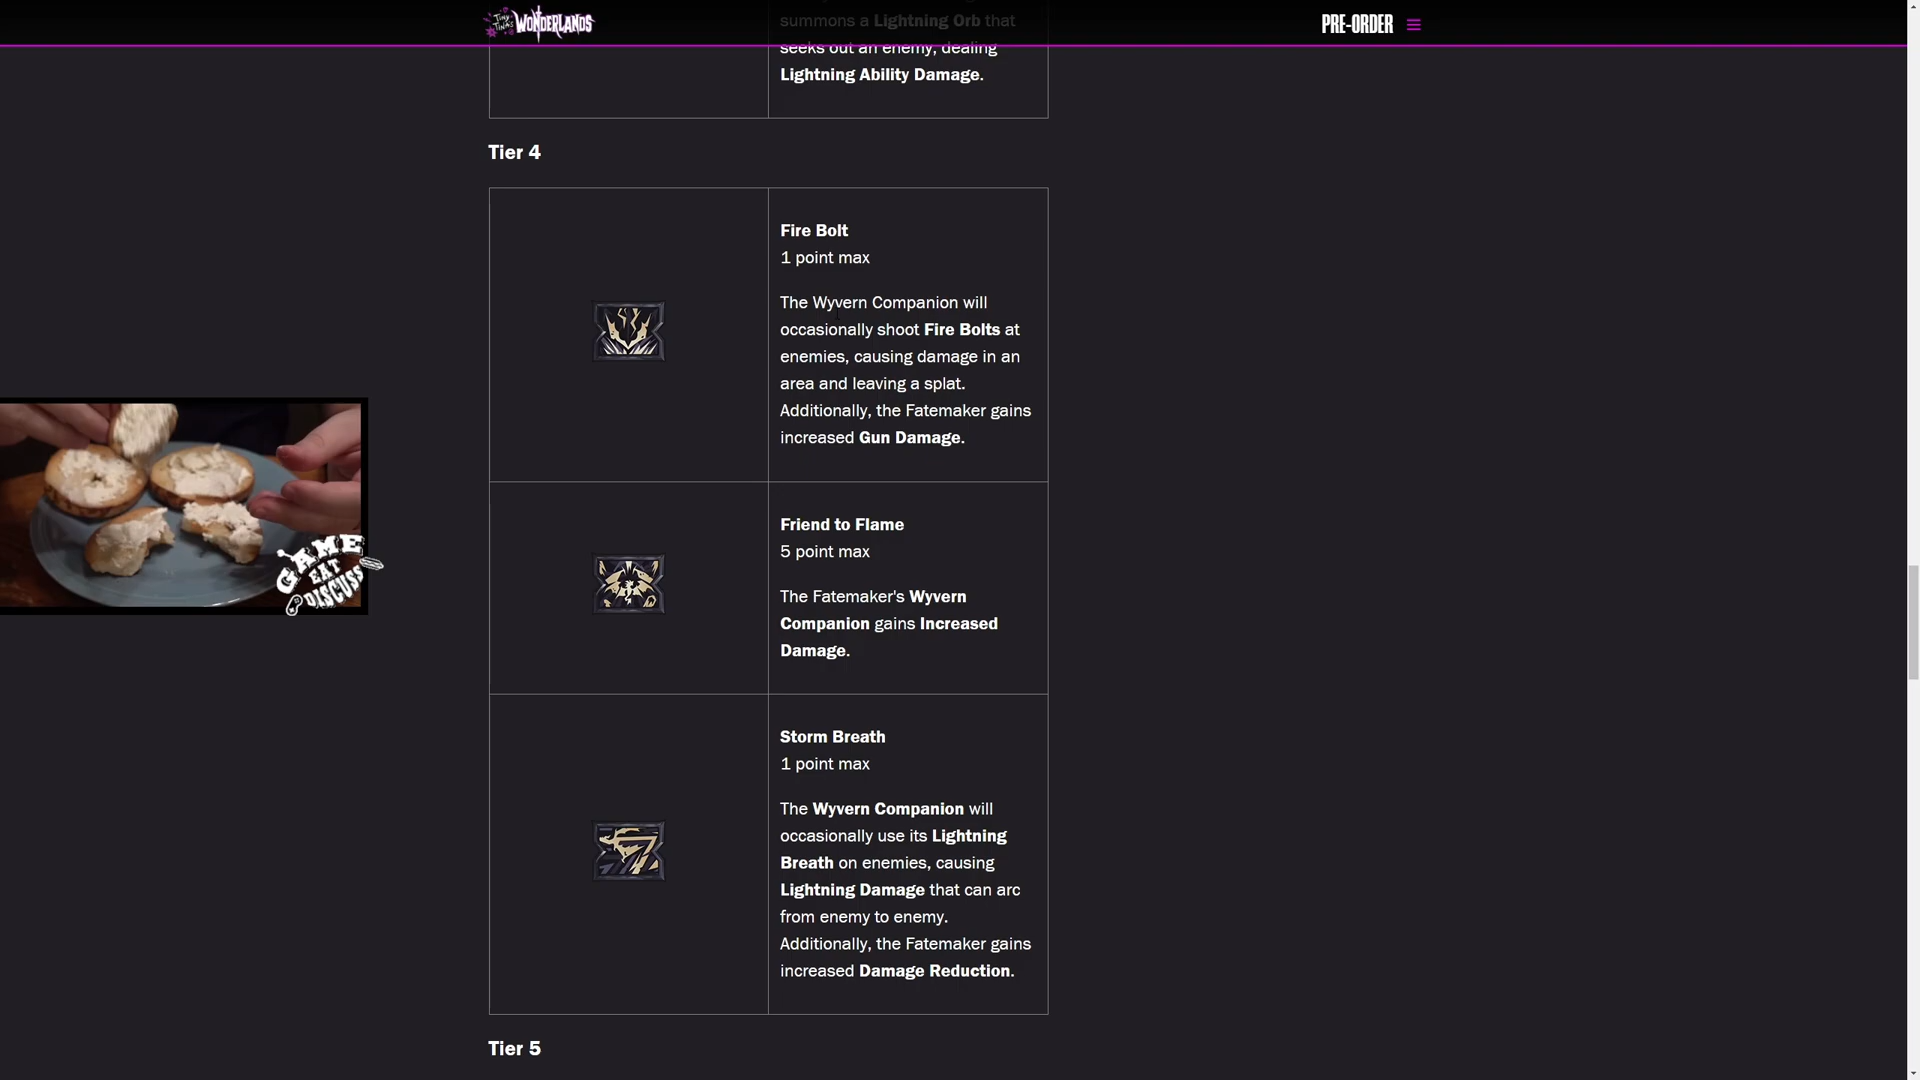 TINY
TINA'S
WONDERLANDS
PRE-ORDER
summons a Lightning Orb that
seeks out an enemy, dealing
Lightning Ability Damage.
Tier 4
Fire Bolt
1 point max
The Wyvern Companion will
occasionally shoot Fire Bolts at
enemies, causing damage in an
area and leaving a splat.
Additionally, the Fatemaker gains
increased Gun Damage.
Friend to Flame
5 point max
The Fatemaker's Wyvern
Companion gains Increased
Damage.
Storm Breath
1 point max
The Wyvern Companion will
occasionally use its Lightning
Breath on enemies, causing
Lightning Damage that can arc
from enemy to enemy.
Additionally, the Fatemaker gains
increased Damage Reduction.
Tier 5
GAME
EAT
DISCUSS